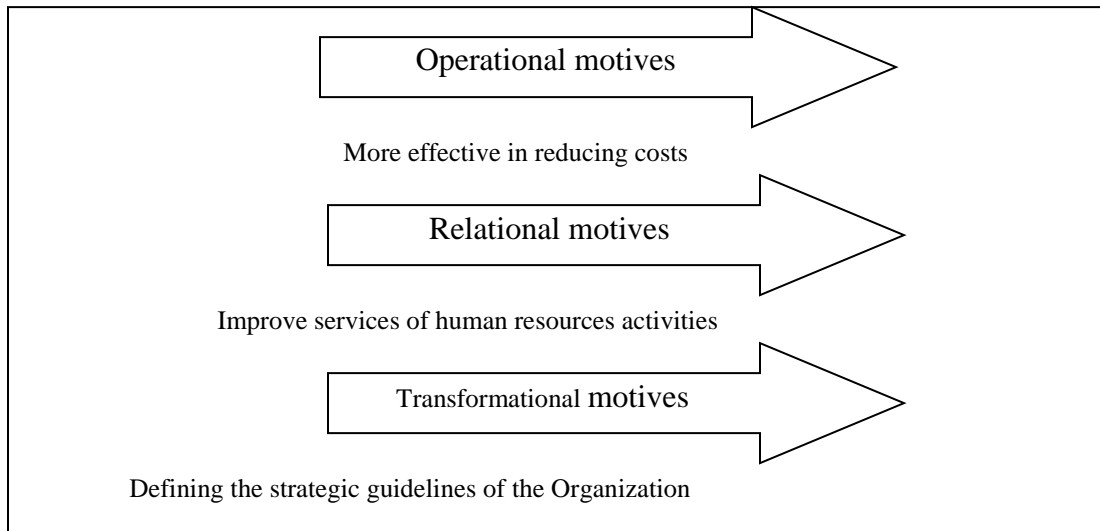 Operational motives
More effective in reducing costs
Relational motives
Improve services of human resources activities
Transformational motives
Defining the strategic guidelines of the Organization